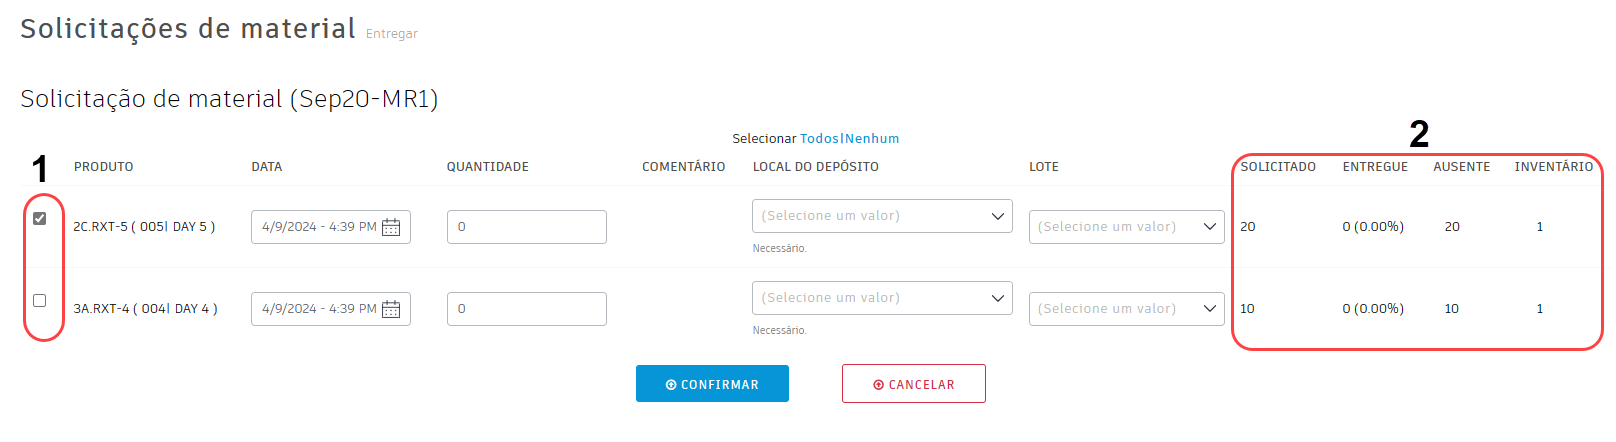 Solicitações de material Entregar
Solicitação de material (Sep20-MR1)
Selecionar Todos|Nenhum
1 2
PRODUTO DATA QUANTIDADE COMENTÁRIO LOCAL DO DEPÓSITO LOTE SOLICITADO ENTREGUE AUSENTE INVENTÁRIO
2C.RXT-5 ( 005| DAY 5 ) 4/9/2024 - 4:39 PM 0 (Selecione um valor) (Selecione um valor) 20 0 (0.00%) 20 1
Necessário.
3A.RXT-4 ( 004| DAY 4 ) 4/9/2024 - 4:39 PM 0 (Selecione um valor) (Selecione um valor) 10 0 (0.00%) 10 1
Necessário.
CONFIRMAR CANCELAR